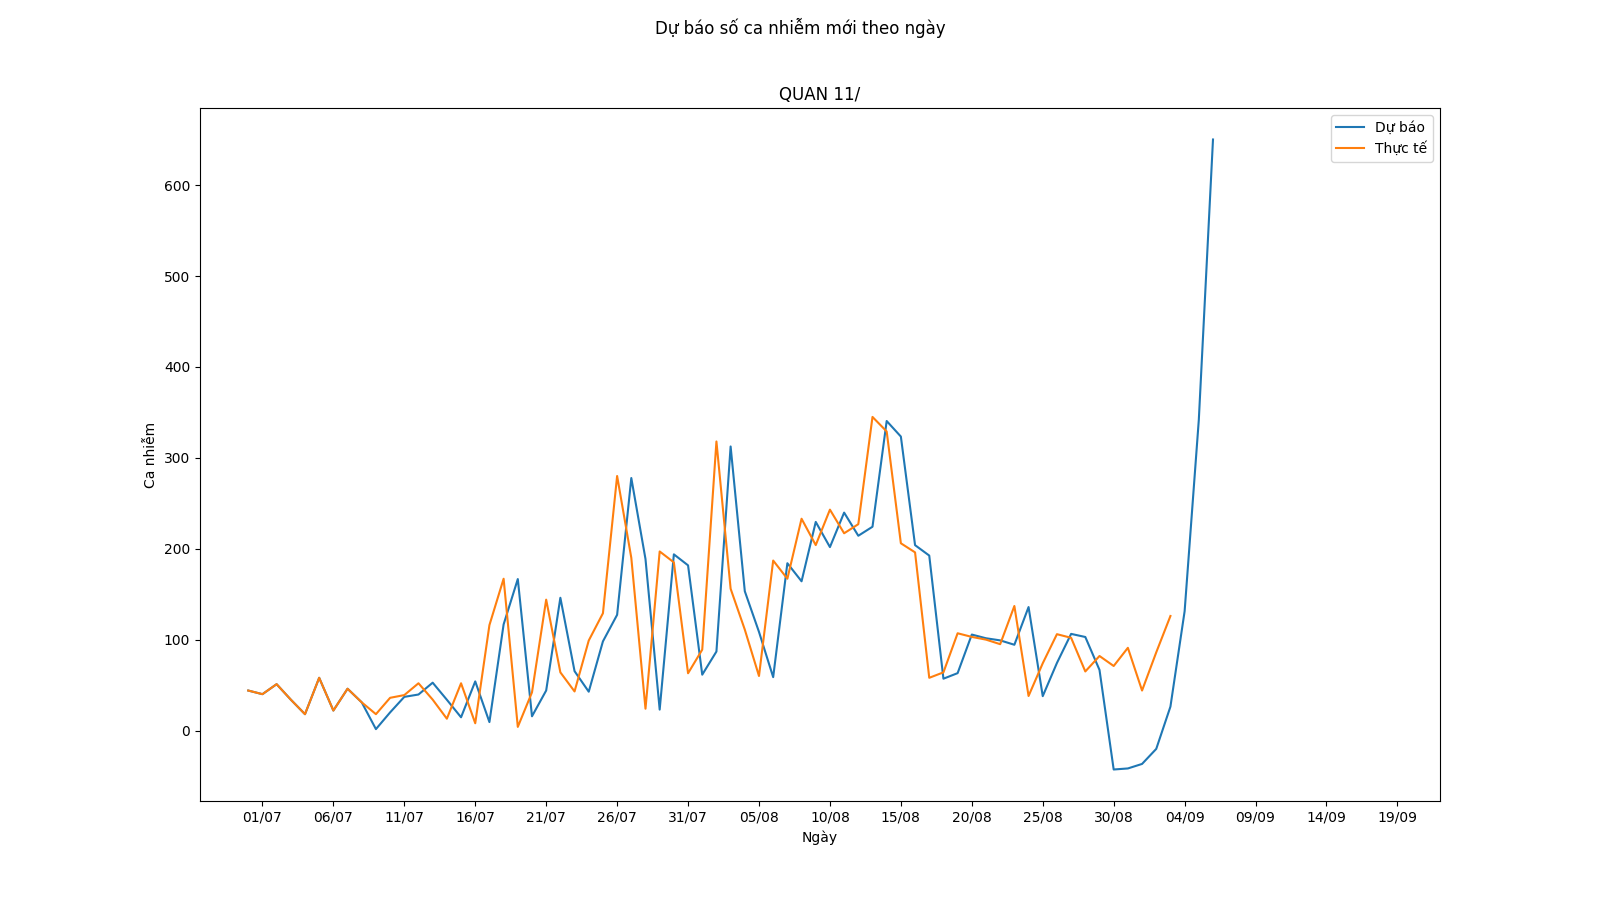 Dự báo số ca nhiễm mới theo ngày
QUAN 11/
Dự báo
Thực tế
600
500
400
300
200
100
0
Ca nhiễm
01/07 06/07 11/07 16/07 21/07 26/07 31/07 05/08 10/08 15/08 20/08 25/08 30/08 04/09 09/09 14/09 19/09
Ngày